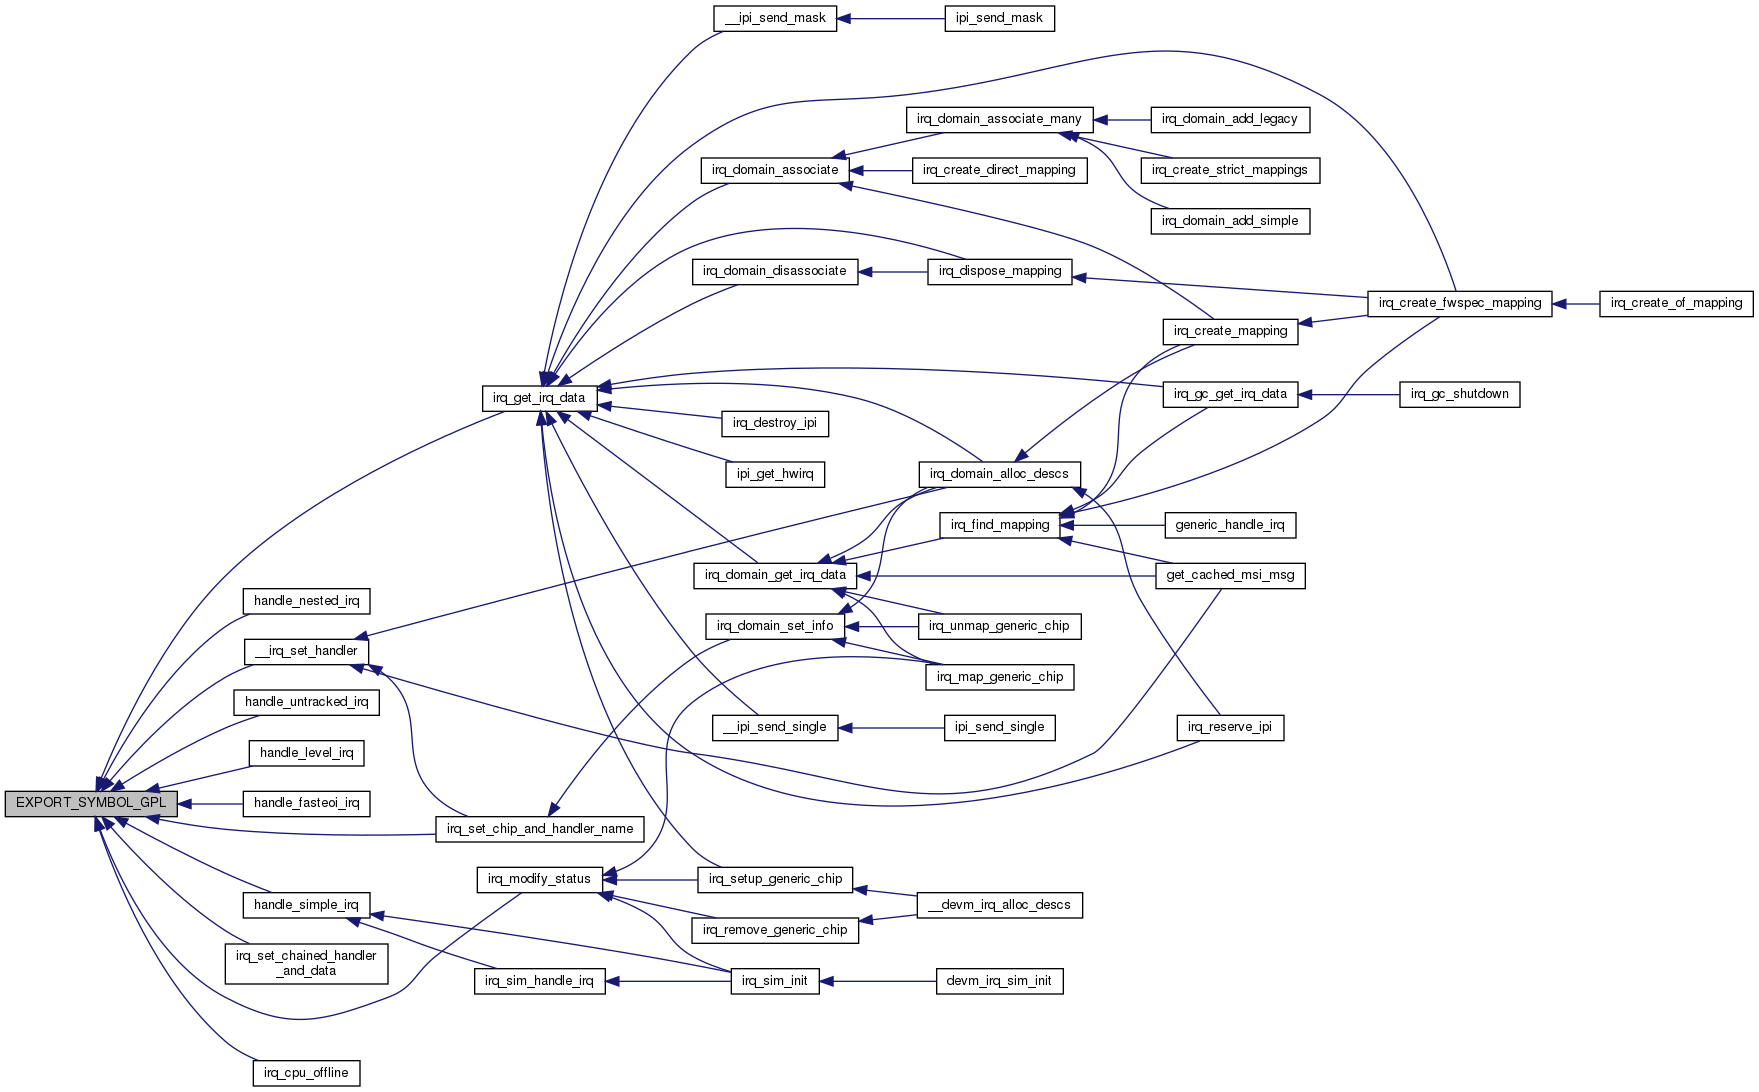 __ipi_send_mask
ipi_send_mask
irq_domain_associate_many
irq_domain_add_legacy
irq_domain_associate
irq_create_direct_mapping
irq_create_strict_mappings
irq_domain_add_simple
irq_domain_disassociate
irq_dispose_mapping
irq_create_fwspec_mapping
irq_create_of_mapping
irq_create_mapping
irq_get_irq_data
irq_gc_get_irq_data
irq_gc_shutdown
irq_destroy_ipi
ipi_get_hwirq
irq_domain_alloc_descs
irq_find_mapping
generic_handle_irq
irq_domain_get_irq_data
get_cached_msi_msg
handle_nested_irq
irq_domain_set_info
irq_unmap_generic_chip
__irq_set_handler
irq_map_generic_chip
handle_untracked_irq
__ipi_send_single
ipi_send_single
irq_reserve_ipi
handle_level_irq
EXPORT_SYMBOL_GPL
handle_fasteoi_irq
irq_set_chip_and_handler_name
irq_modify_status
irq_setup_generic_chip
handle_simple_irq
__devm_irq_alloc_descs
irq_remove_generic_chip
irq_set_chained_handler
_and_data
irq_sim_handle_irq
irq_sim_init
devm_irq_sim_init
irq_cpu_offline